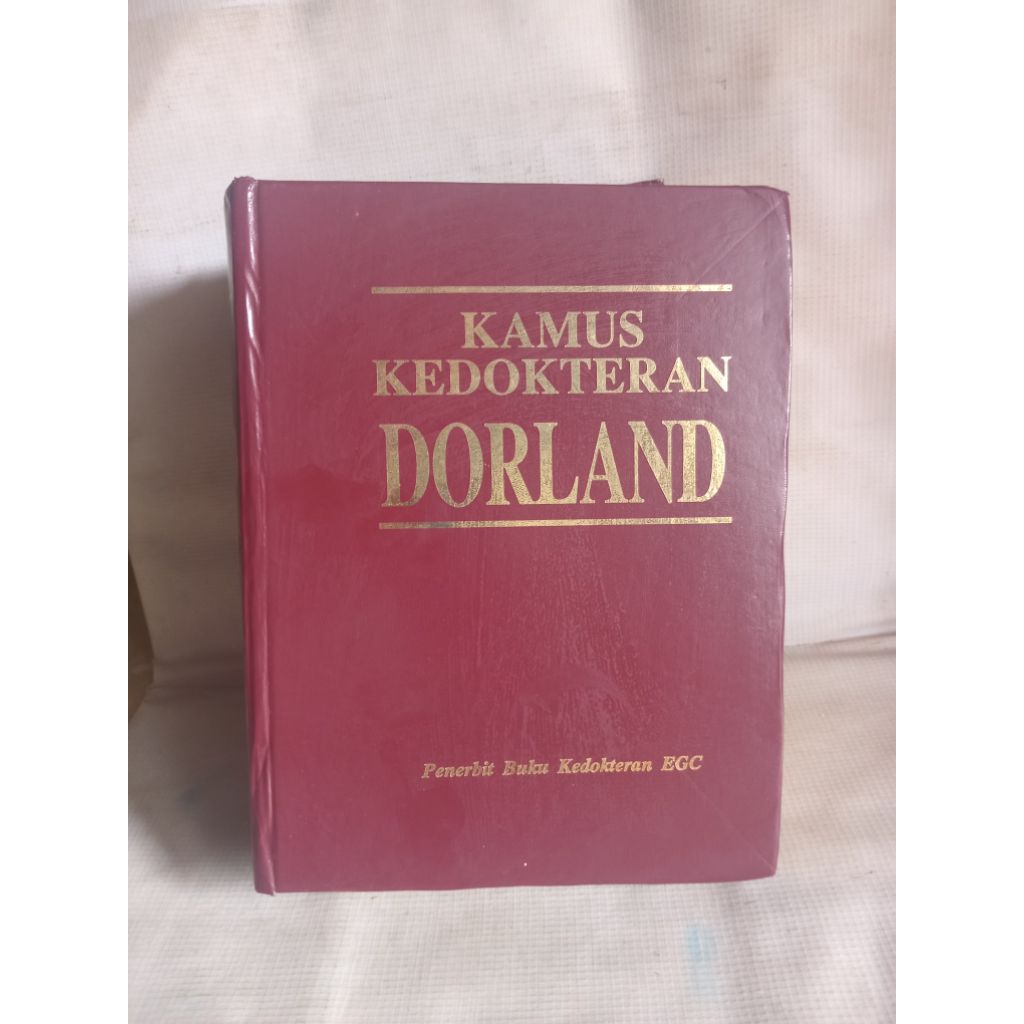 KAMUS
KEDOKTERAN
DORLAND
Penerbit Buku Kedokteran EGC